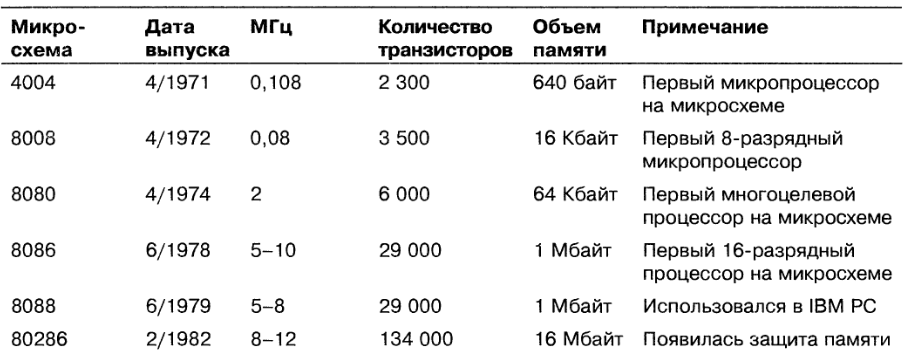 Микро- Дата МГц Количество Объем Примечание
схема выпуска транзисторов памяти
4004 4/1971 0,108 2 300 640 байт Первый микропроцессор
на микросхеме
8008 4/1972 0,08 3 500 16 Кбайт Первый 8-разрядный
микропроцессор
8080 4/1974 2 6 000 64 Кбайт Первый многоцелевой
процессор на микросхеме
8086 6/1978 5–10 29 000 1 Мбайт Первый 16-разрядный
процессор на микросхеме
8088 6/1979 5–8 29 000 1 Мбайт Использовался в IBM PC
80286 2/1982 8–12 134 000 16 Мбайт Появилась защита памяти